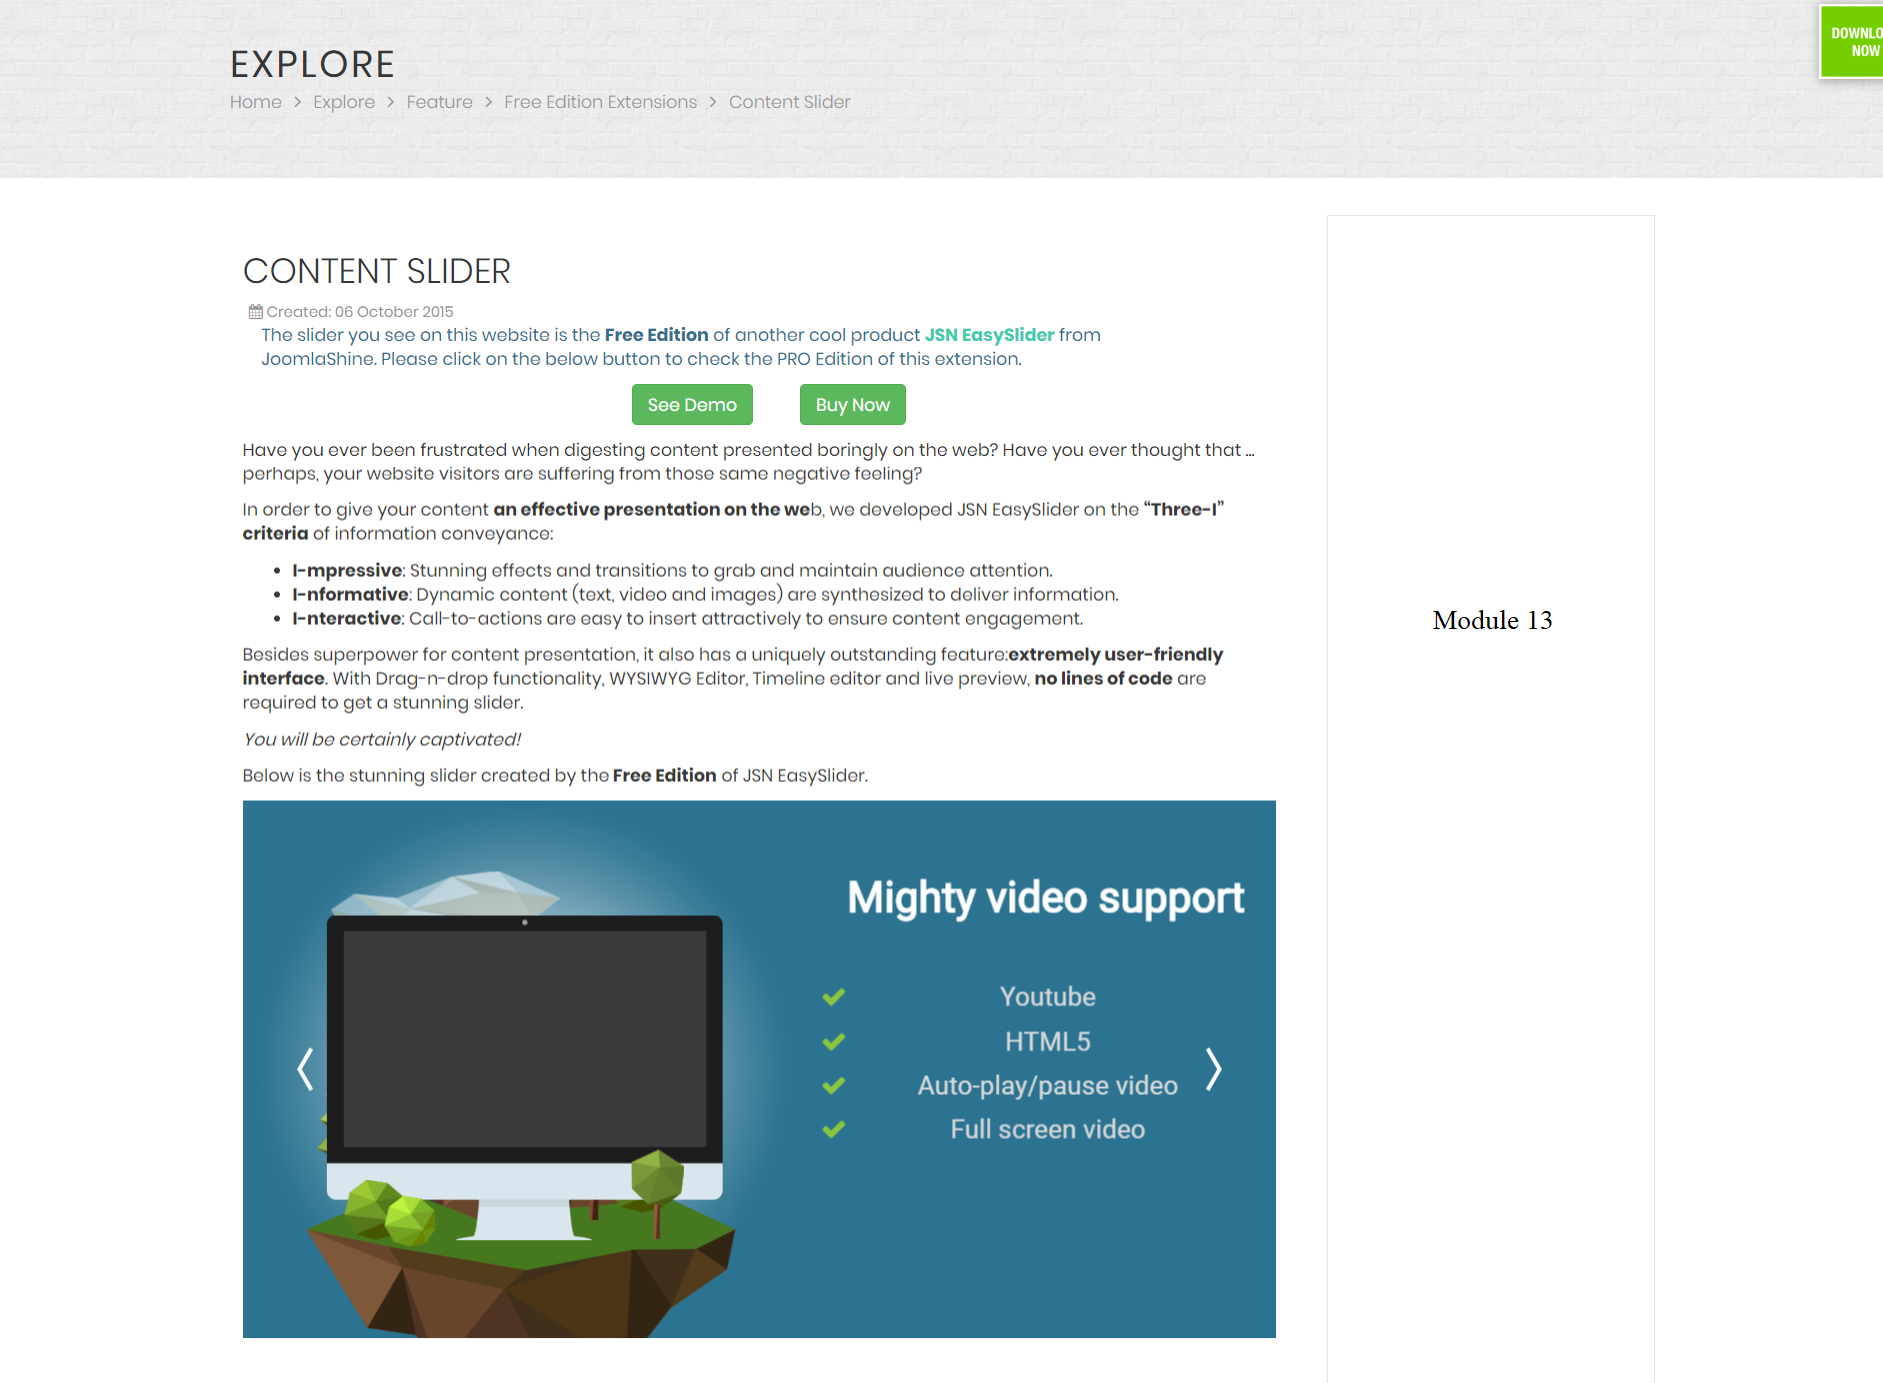 EXPLORE
Home > Explore > Feature > Free Edition Extensions > Content Slider
NOW
CONTENT SLIDER
Created: 06 October 2015
The slider you see on this website is the Free Edition of another cool product JSN EasySlider from
JoomlaShine. Please click on the below button to check the PRO Edition of this extension.
See Demo
Buy Now
Have you ever been frustrated when digesting content presented boringly on the web? Have you ever thought that ...
perhaps, your website visitors are suffering from those same negative feeling?
In order to give your content an effective presentation on the web, we developed JSN EasySlider on the “Three-I”
criteria of information conveyance:
• I-mpressive: Stunning effects and transitions to grab and maintain audience attention.
• I-nformative: Dynamic content (text, video and images) are synthesized to deliver information.
• I-nteractive: Call-to-actions are easy to insert attractively to ensure content engagement.
Besides superpower for content presentation, it also has a uniquely outstanding feature:extremely user-friendly
interface. With Drag-n-drop functionality, WYSIWYG Editor, Timeline editor and live preview, no lines of code are
required to get a stunning slider.
You will be certainly captivated!
Below is the stunning slider created by the Free Edition of JSN EasySlider.
Mighty video support
Youtube
HTML5
Auto-play/pause video
Full screen video
Module 13